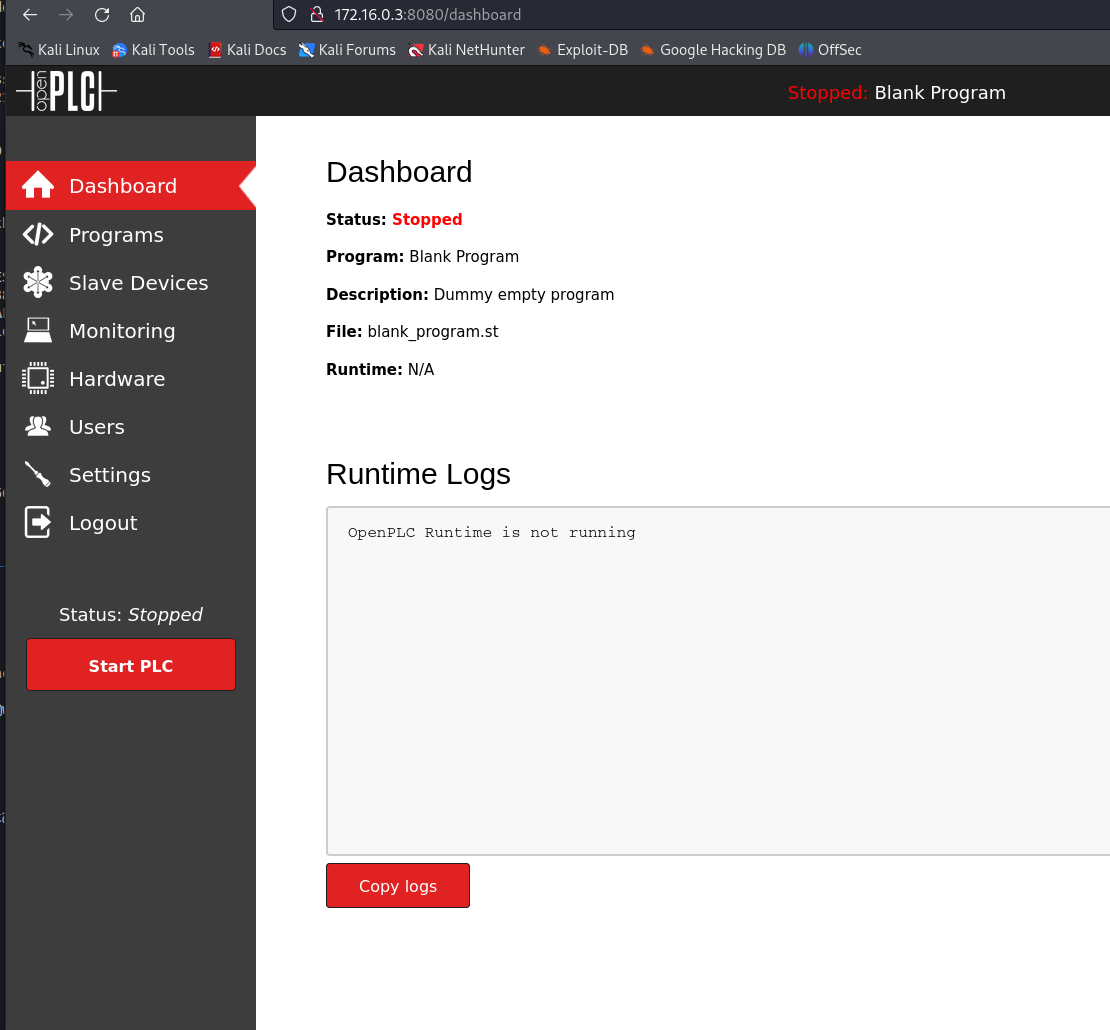 172.16.0.3:8080/dashboard
Kali Linux Kali Tools Kali Docs Kali Forums Kali NetHunter Exploit-DB Google Hacking DB OffSec
open PLC Stopped: Blank Program
Dashboard
Programs
Slave Devices
Monitoring
Hardware
Users
Settings
Logout
Status: Stopped
Start PLC
Dashboard
Status: Stopped
Program: Blank Program
Description: Dummy empty program
File: blank_program.st
Runtime: N/A
Runtime Logs
OpenPLC Runtime is not running
Copy logs